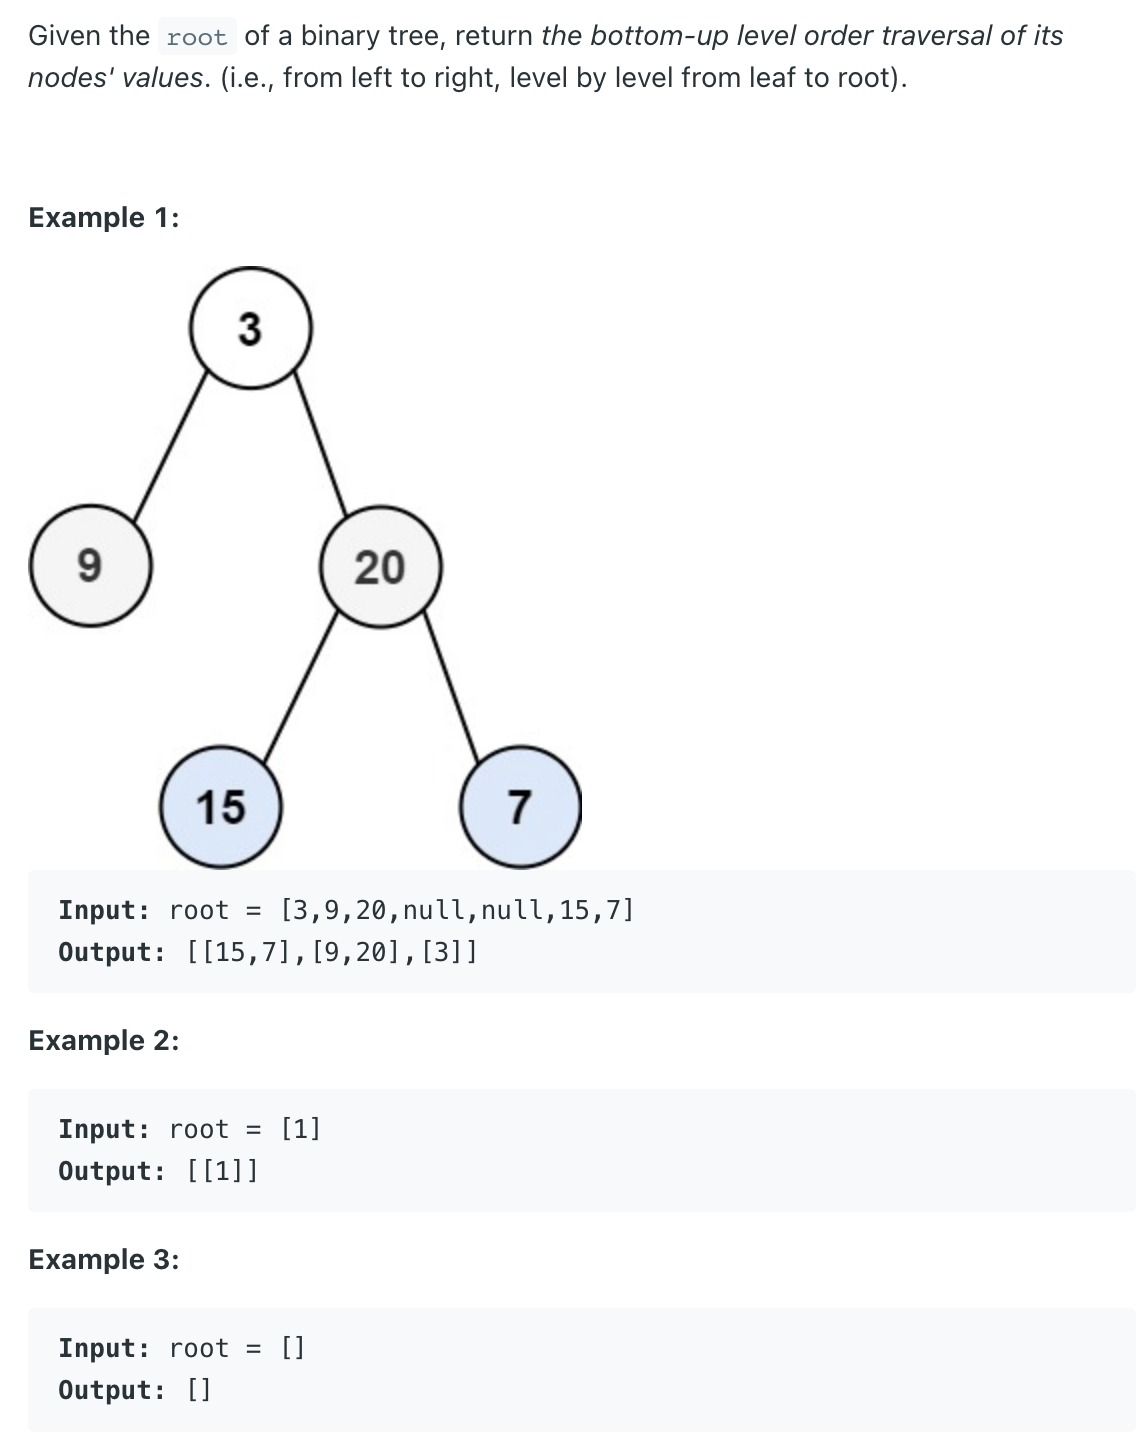 Given the root of a binary tree, return the bottom-up level order traversal of its
nodes' values. (i.e., from left to right, level by level from leaf to root).
Example 1:
3
9 20
15 7
Input: root = [3,9,20,null,null,15,7]
Output: [[15,7],[9,20],[3]]
Example 2:
Input: root = [1]
Output: [[1]]
Example 3:
Input: root = []
Output: []